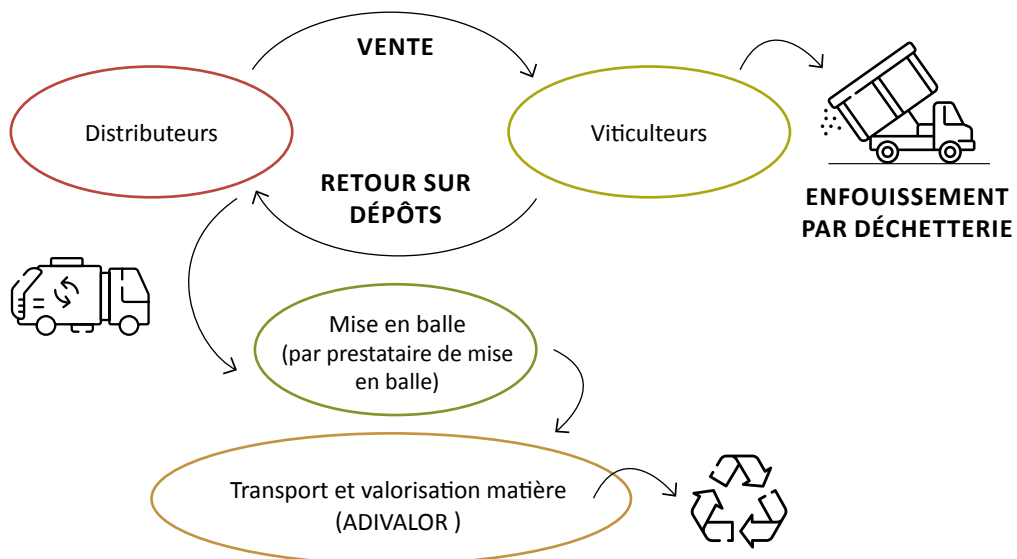 VENTE
Distributeurs
Viticulteurs
RETOUR SUR
DÉPÔTS
ENFOUISSEMENT
PAR DÉCHETTERIE
Mise en balle
(par prestataire de mise
en balle)
Transport et valorisation matière
(ADIVALOR )